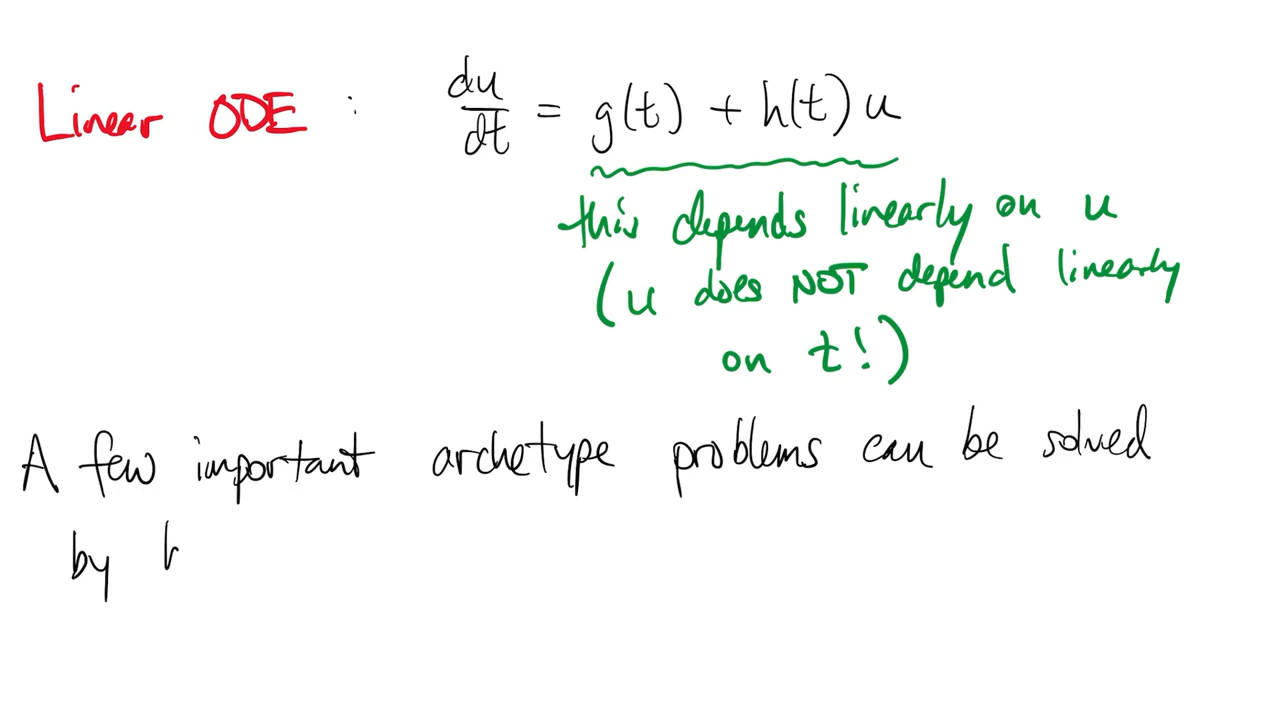 Linear ODE : du/dt = g(t) + h(t) u
this depends linearly on u
(u does NOT depend linearly
on t!)
A few important archetype problems can be solved
by h